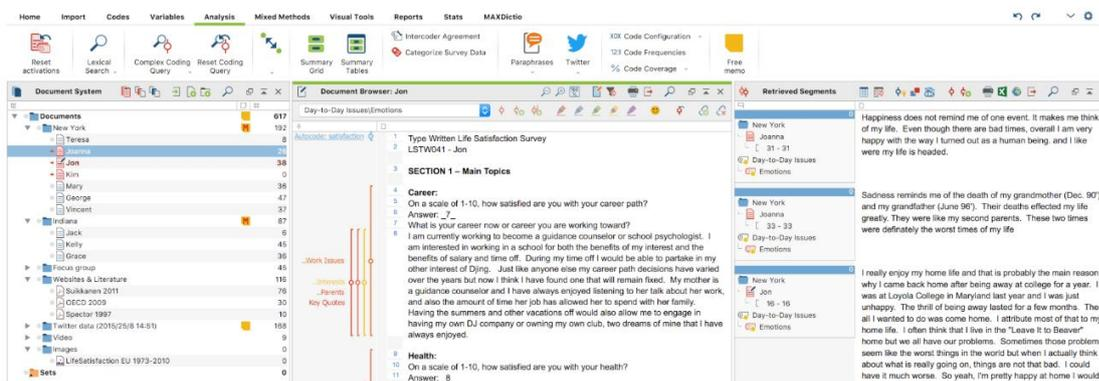 Home Import Codes Variables Analysis Mixed Methods Visual Tools Reports Stats MAXDictio
Reset activations
Lexical Search
Complex Coding Query
Reset Coding Query
Summary Grid
Summary Tables
Intercoder Agreement
Categorize Survey Data
Paraphrases
Twitter
Code Configuration
123 Code Frequencies
% Code Coverage
Free memo
Document System
Documents 617
New York M 192
Teresa 8
Joanna
Jon 38
Kim 0
Mary 36
George 47
Vincent 37
Indiana M 87
Jack 6
Kelly 45
Grace 36
Focus group 45
Websites & Literature 116
Suikkanen 2011 76
OECD 2009 30
Spector 1997 10
Twitter data (2015/25/8 14:51) 168
Video 9
Images 0
LifeSatisfaction EU 1973-2010 0
Sets 0
Document Browser: Jon
Day-to-Day Issues\Emotions
Autocode: satisfaction
..Work Issues
..Interests
..Parents
Key Quotes
1 Type Written Life Satisfaction Survey
2 LSTW041 - Jon
3 SECTION 1 – Main Topics
4 Career:
5 On a scale of 1-10, how satisfied are you with your career path?
6 Answer: _7_
7 What is your career now or career you are working toward?
8 I am currently working to become a guidance counselor or school psychologist. I
am interested in working in a school for both the benefits of my interest and the
benefits of salary and time off. During my time off I would be able to partake in my
other interest of Djing. Just like anyone else my career path decisions have varied
over the years but now I think I have found one that will remain fixed. My mother is
a guidance counselor and I have always enjoyed listening to her talk about her work,
and also the amount of time her job has allowed her to spend with her family.
Having the summers and other vacations off would also allow me to engage in
having my own DJ company or owning my own club, two dreams of mine that I have
always enjoyed.
9 Health:
10 On a scale of 1-10, how satisfied are you with your health?
11 Answer: 8
Retrieved Segments
0
New York
Joanna
31 - 31
Day-to-Day Issues
Emotions
Happiness does not remind me of one event. It makes me think
of my life. Even though there are bad times, overall I am very
happy with the way I turned out as a human being. and I like
were my life is headed.
0
New York
Joanna
33 - 33
Day-to-Day Issues
Emotions
Sadness reminds me of the death of my grandmother (Dec. 90')
and my grandfather (June 96'). Their deaths effected my life
greatly. They were like my second parents. These two times
were definately the worst times of my life
0
New York
Jon
16 - 16
Day-to-Day Issues
Emotions
I really enjoy my home life and that is probably the main reason
why I came back home after being away at college for a year. I
was at Loyola College in Maryland last year and I was just
unhappy. The thrill of being away lasted for a few months. The
all I wanted to do was come home. I attribute most of that to my
home life. I often think that I live in the "Leave It to Beaver"
home but we all have our problems. Sometimes those problem
seem like the worst things in the world but when I actually think
about what is really going on, things are not that bad. I could
have it much worse. So yeah, I'm pretty happy at home I would